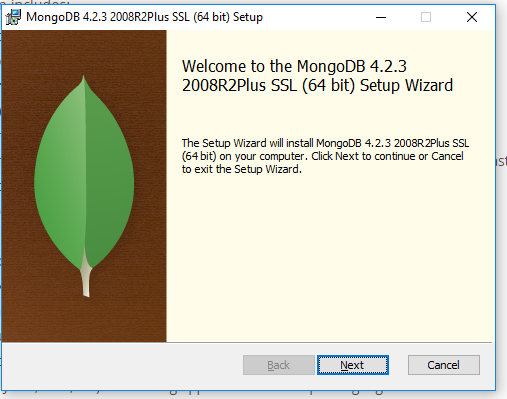 MongoDB 4.2.3 2008R2Plus SSL (64 bit) Setup
Welcome to the MongoDB 4.2.3
2008R2Plus SSL (64 bit) Setup Wizard
The Setup Wizard will install MongoDB 4.2.3 2008R2Plus SSL
(64 bit) on your computer. Click Next to continue or Cancel
to exit the Setup Wizard.
Back
Next
Cancel